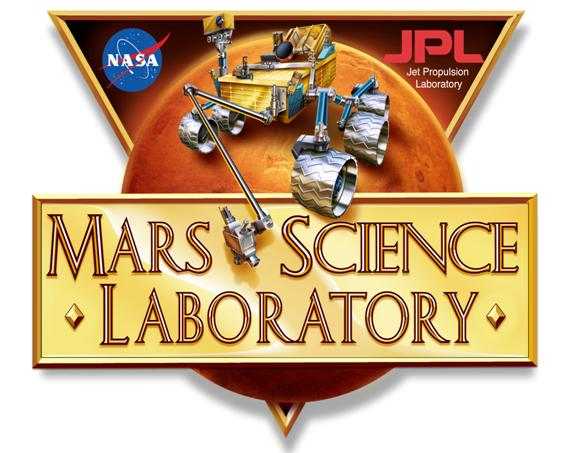 NASA
JPL
Jet Propulsion
Laboratory
MARS SCIENCE
LABORATORY